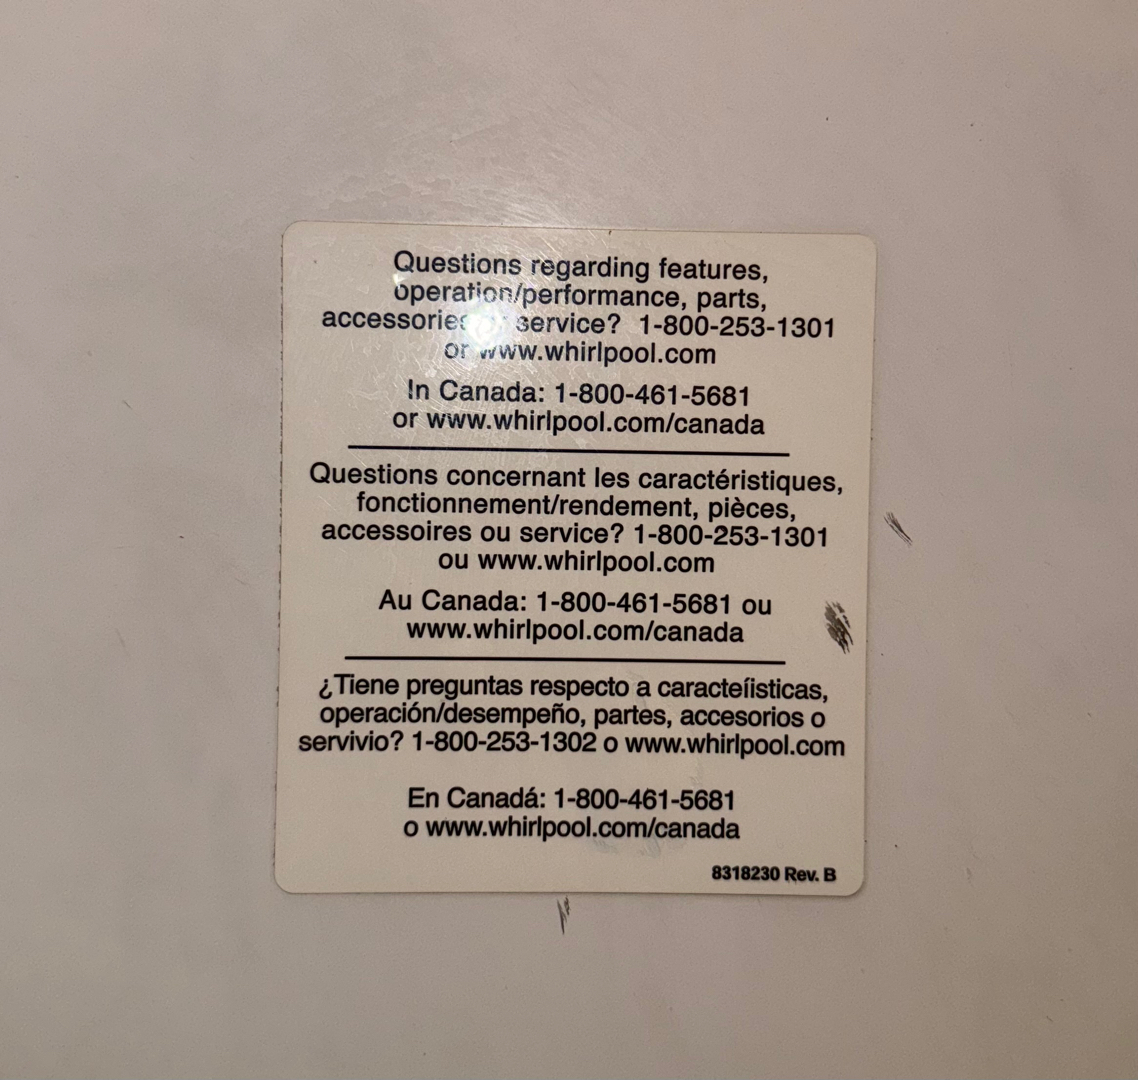 Questions regarding features,
operation/performance, parts,
accessories or service? 1-800-253-1301
or www.whirlpool.com
In Canada: 1-800-461-5681
or www.whirlpool.com/canada
Questions concernant les caractéristiques,
fonctionnement/rendement, pièces,
accessoires ou service? 1-800-253-1301
ou www.whirlpool.com
Au Canada: 1-800-461-5681 ou
www.whirlpool.com/canada
¿Tiene preguntas respecto a caracteíisticas,
operación/desempeño, partes, accesorios o
servivio? 1-800-253-1302 o www.whirlpool.com
En Canadá: 1-800-461-5681
o www.whirlpool.com/canada
8318230 Rev. B